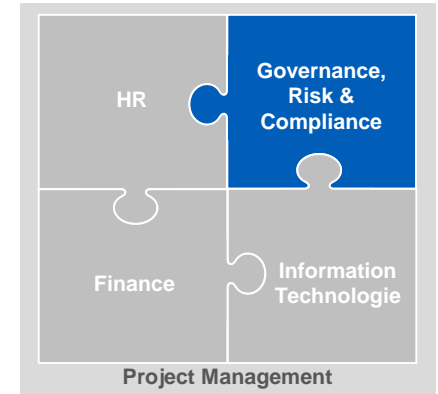 HR
Governance,
Risk &
Compliance
Finance
Information
Technologie
Project Management